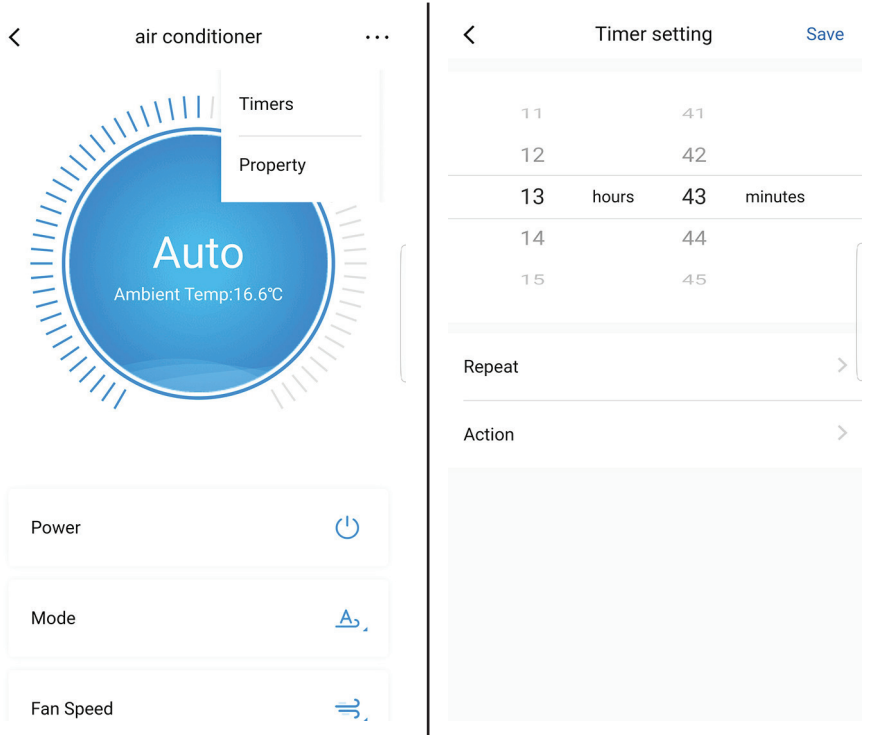 air conditioner
Timers
Property
Auto
Ambient Temp:16.6℃
Power
Mode
A
Fan Speed
Timer setting
Save
11 41
12 42
13 hours 43 minutes
14 44
15 45
Repeat
Action